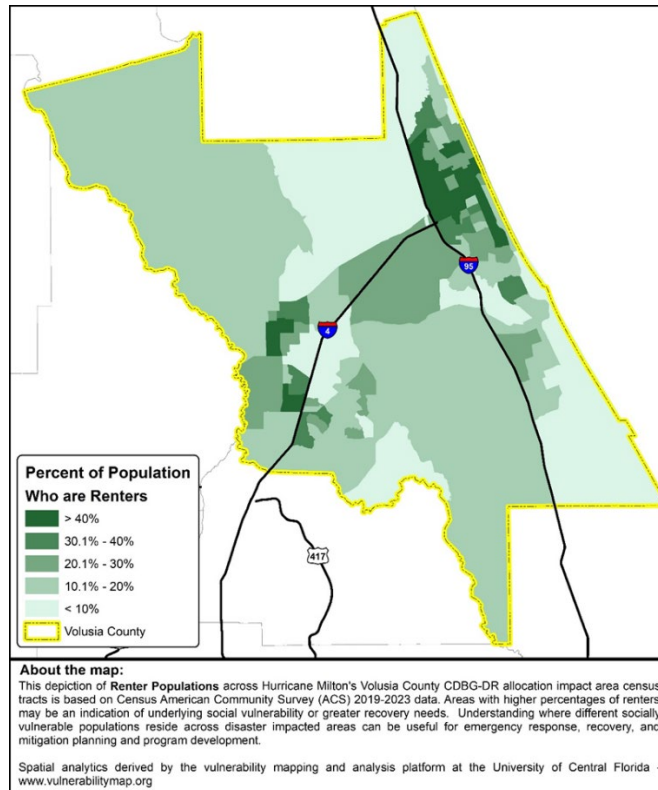 95
4
Percent of Population
Who are Renters
> 40%
30.1% - 40%
20.1% - 30%
10.1% - 20%
< 10%
Volusia County
417
About the map:
This depiction of Renter Populations across Hurricane Milton's Volusia County CDBG-DR allocation impact area census
tracts is based on Census American Community Survey (ACS) 2019-2023 data. Areas with higher percentages of renters
may be an indication of underlying social vulnerability or greater recovery needs. Understanding where different socially
vulnerable populations reside across disaster impacted areas can be useful for emergency response, recovery, and
mitigation planning and program development.
Spatial analytics derived by the vulnerability mapping and analysis platform at the University of Central Florida -
www.vulnerabilitymap.org